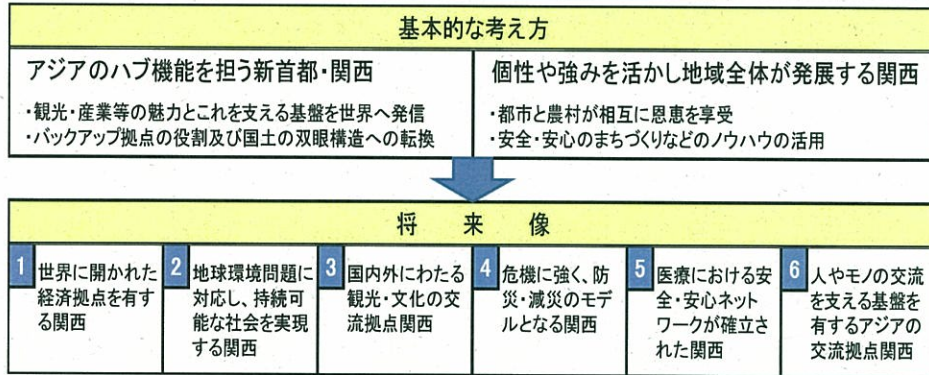 基本的な考え方
アジアのハブ機能を担う新首都・関西
・観光・産業等の魅力とこれを支える基盤を世界へ発信
・バックアップ拠点の役割及び国土の双眼構造への転換
個性や強みを活かし地域全体が発展する関西
・都市と農村が相互に恩恵を享受
・安全・安心のまちづくりなどのノウハウの活用
将来像
1
世界に開かれた
経済拠点を有す
る関西
2
地球環境問題に
対応し、持続可
能な社会を実現
する関西
3
国内外にわたる
観光・文化の交
流拠点関西
4
危機に強く、防
災・減災のモデ
ルとなる関西
5
医療における安
全・安心ネット
ワークが確立さ
れた関西
6
人やモノの交流
を支える基盤を
有するアジアの
交流拠点関西